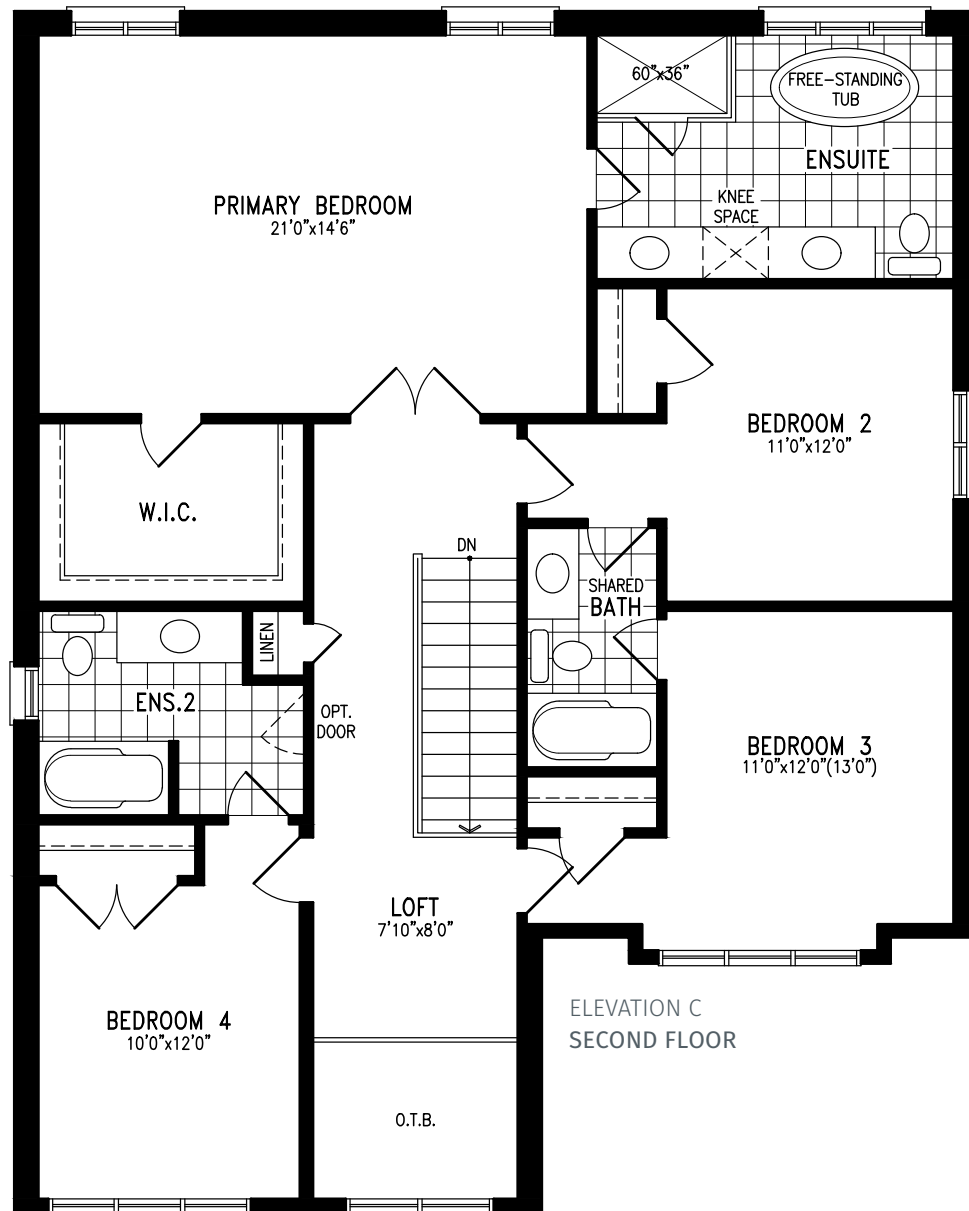 60"x36"
FREE-STANDING
TUB
ENSUITE
PRIMARY BEDROOM
21'0"x14'6"
KNEE
SPACE
BEDROOM 2
11'0"x12'0"
W.I.C.
DN
SHARED
BATH
LINEN
ENS.2
OPT.
DOOR
BEDROOM 3
11'0"x12'0"(13'0")
LOFT
7'10"x8'0"
BEDROOM 4
10'0"x12'0"
ELEVATION C
SECOND FLOOR
O.T.B.